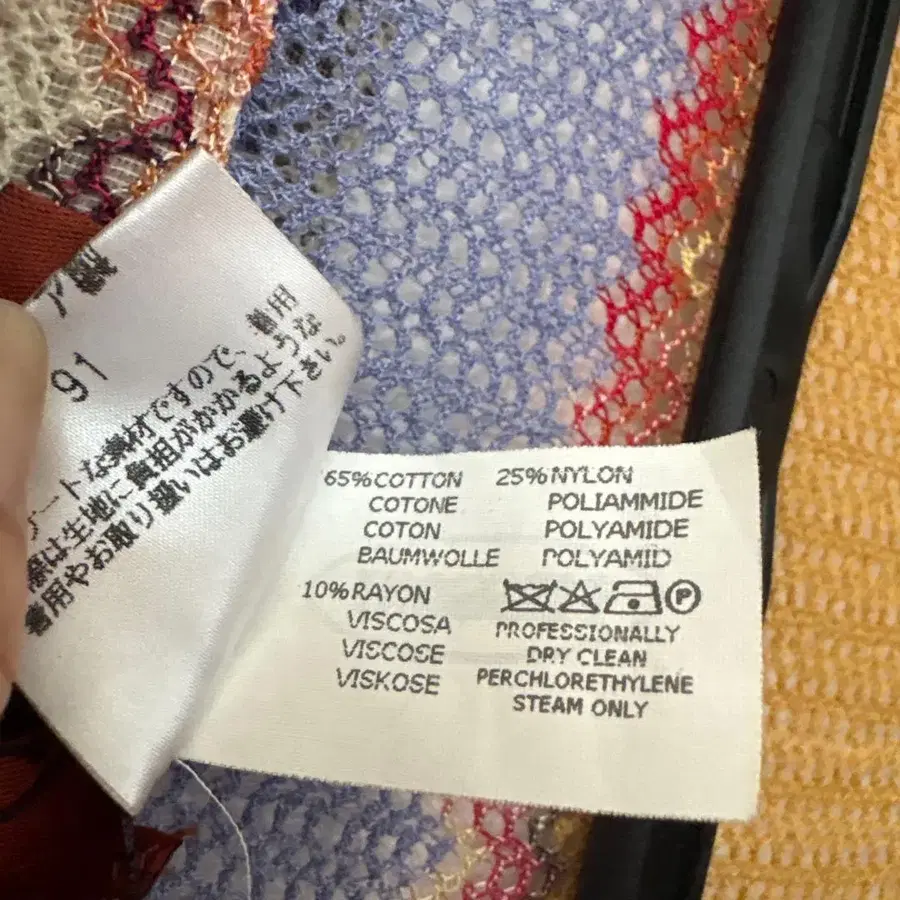 91
ートな素材ですので、着用
際は生地に負担がかかるような
着用やお取り扱いはお避け下さい。
65%COTTON
COTONE
COTON
BAUMWOLLE
25%NYLON
POLIAMMIDE
POLYAMIDE
POLYAMID
10%RAYON
VISCOSA
VISCOSE
VISKOSE
P
PROFESSIONALLY
DRY CLEAN
PERCHLORETHYLENE
STEAM ONLY